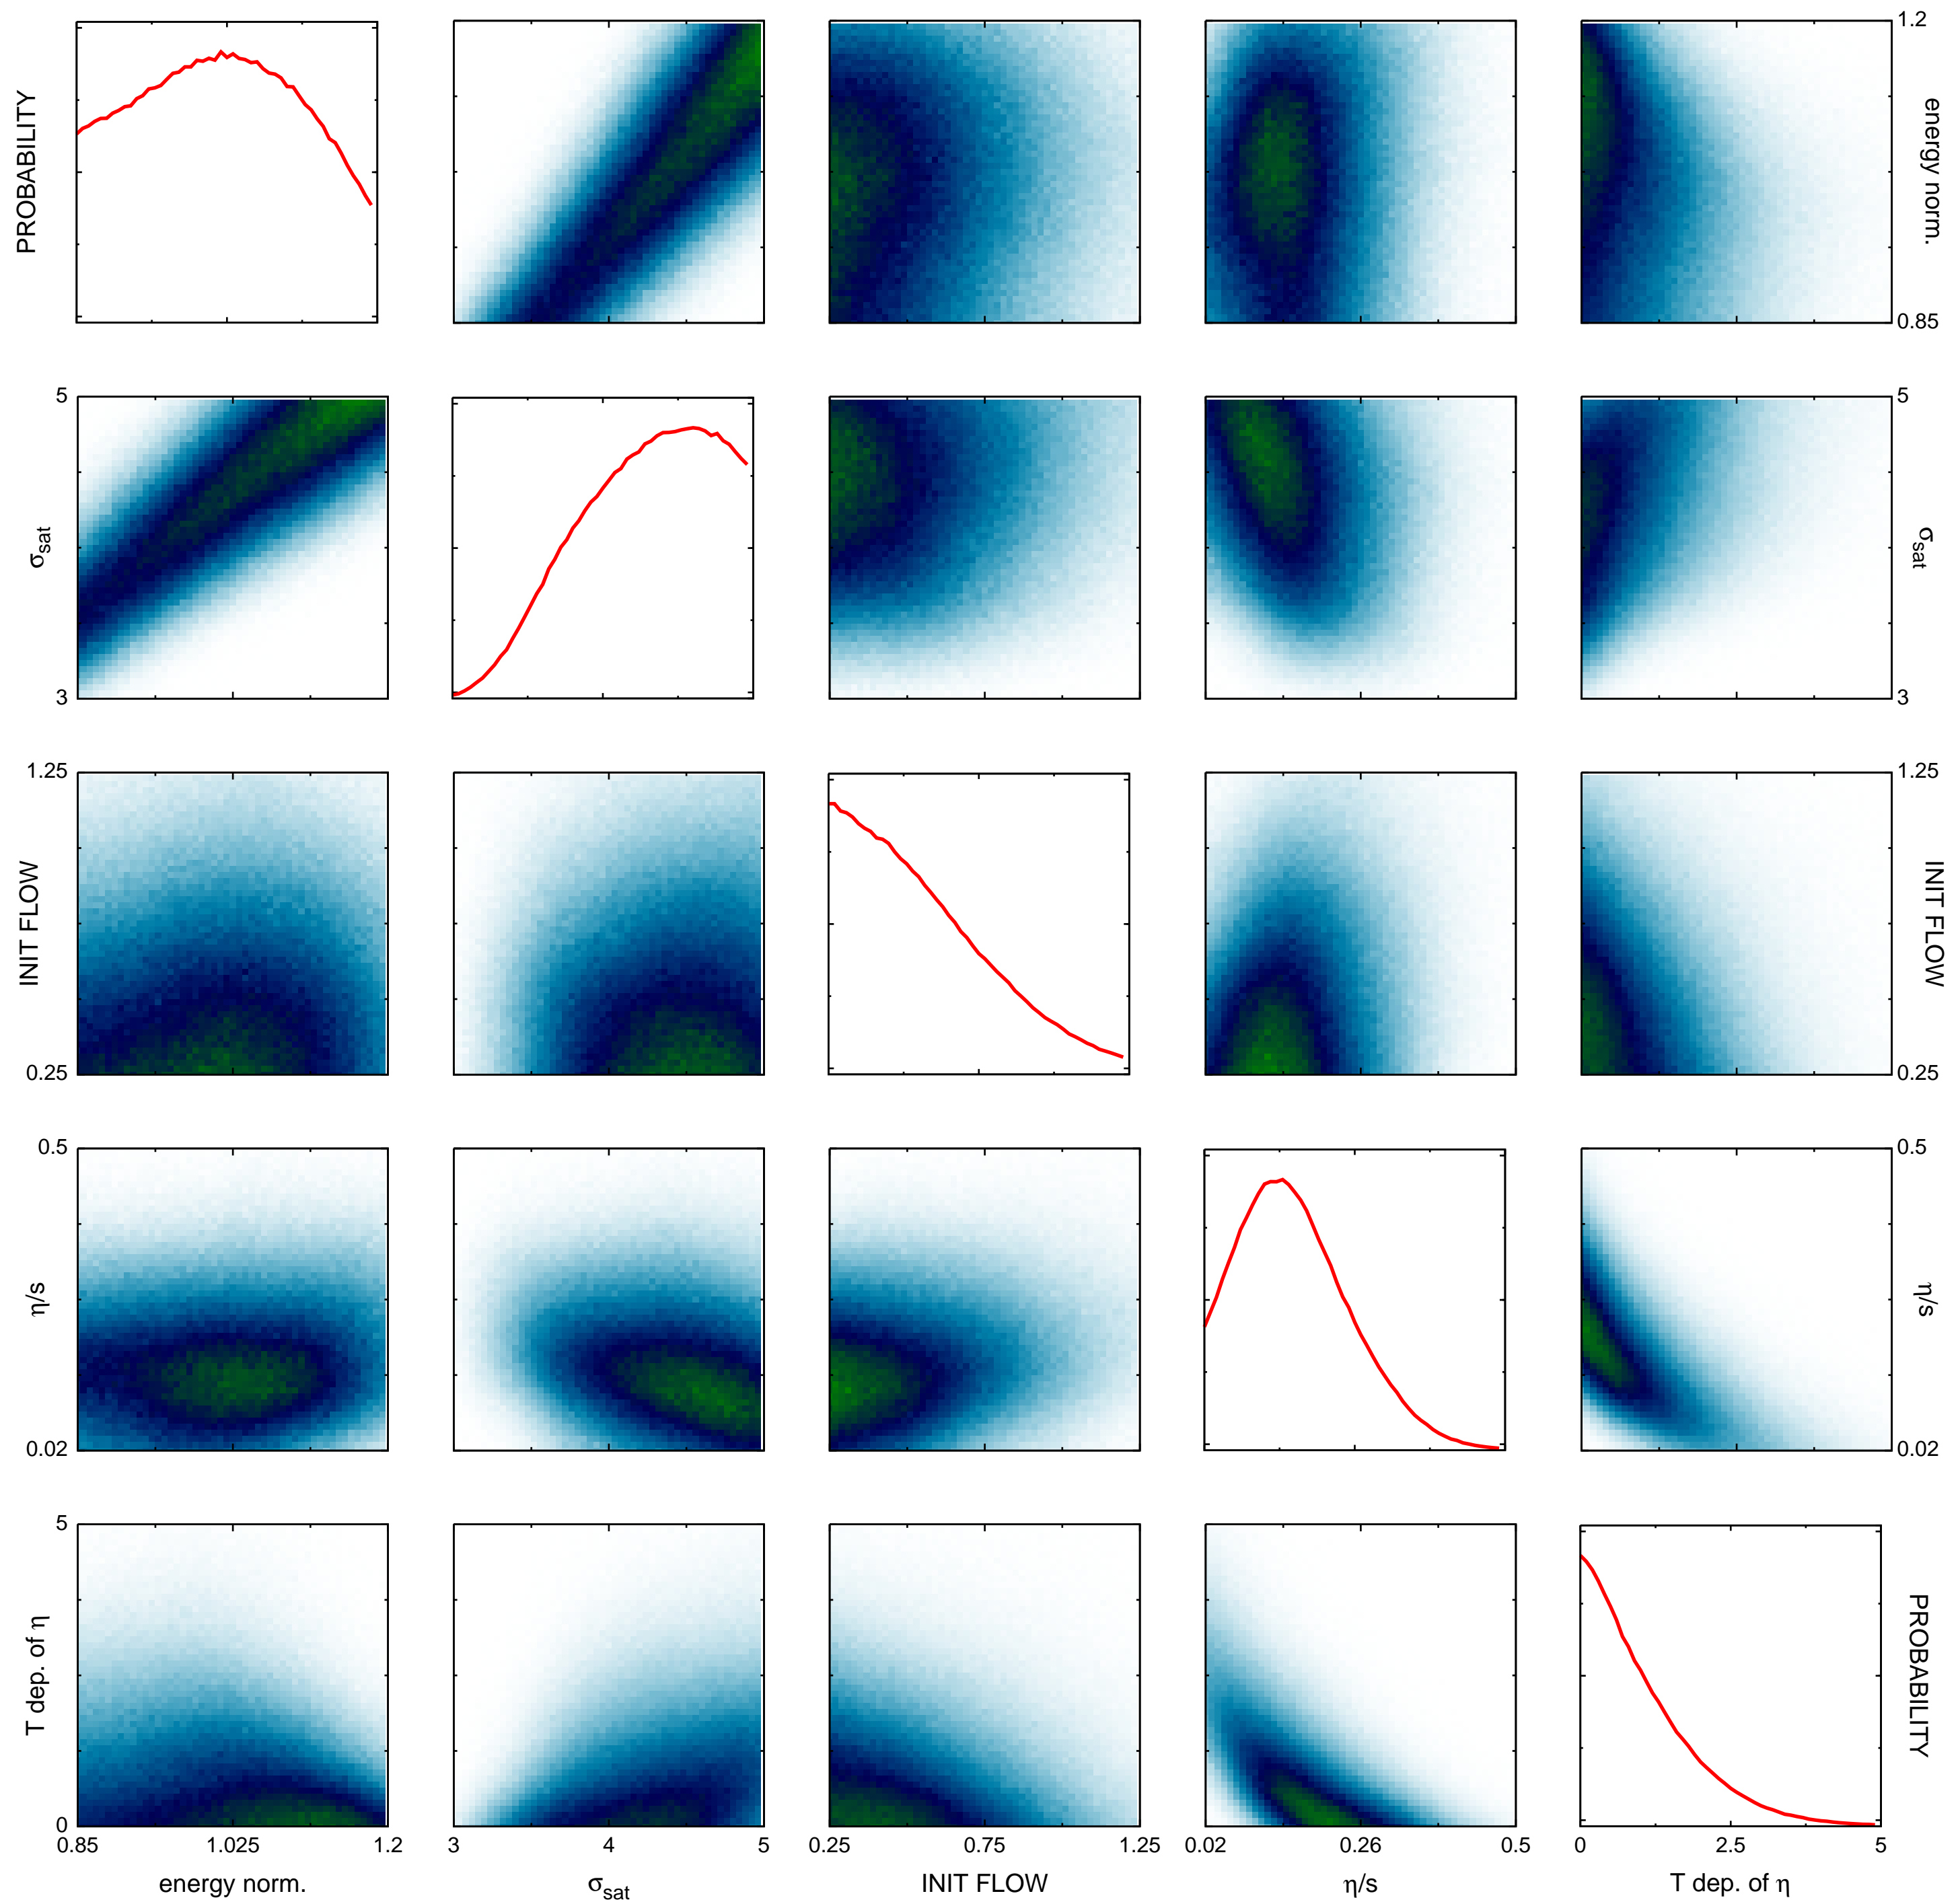 1.2
PROBABILITY
energy norm.
0.85
5
5
σsat
σsat
3
3
1.25
1.25
INIT FLOW
INIT FLOW
0.25
0.25
0.5
0.5
η/s
η/s
0.02
0.02
5
T dep. of η
PROBABILITY
0
0.85 1.025 1.2 3 4 5 0.25 0.75 1.25 0.02 0.26 0.5 0 2.5 5
energy norm. σsat INIT FLOW η/s T dep. of η